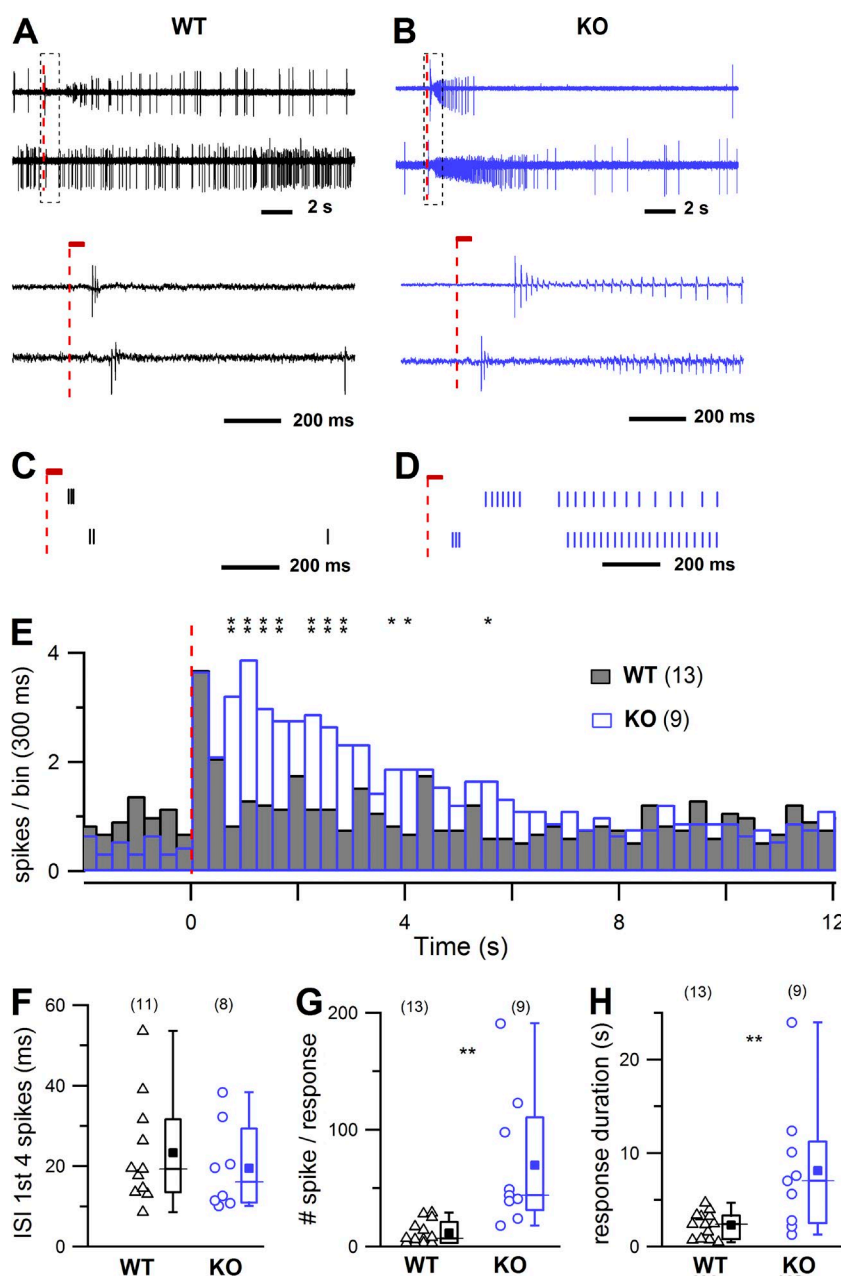 A WT
B KO
2 s
2 s
200 ms
200 ms
C
D
200 ms
200 ms
E
** ** ** ** ** ** ** * * *
4
2
0
spikes / bin (300 ms)
WT (13)
KO (9)
0 4 8 12
Time (s)
F
60
40
20
0
ISI 1st 4 spikes (ms)
(11) (8)
WT KO
G
200
100
0
# spike / response
(13) (9)
**
WT KO
H
20
10
0
response duration (s)
(13) (9)
**
WT KO